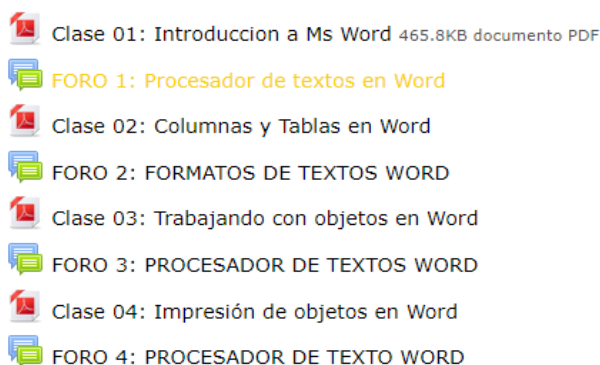 Clase 01: Introduccion a Ms Word 465.8KB documento PDF
FORO 1: Procesador de textos en Word
Clase 02: Columnas y Tablas en Word
FORO 2: FORMATOS DE TEXTOS WORD
Clase 03: Trabajando con objetos en Word
FORO 3: PROCESADOR DE TEXTOS WORD
Clase 04: Impresión de objetos en Word
FORO 4: PROCESADOR DE TEXTO WORD